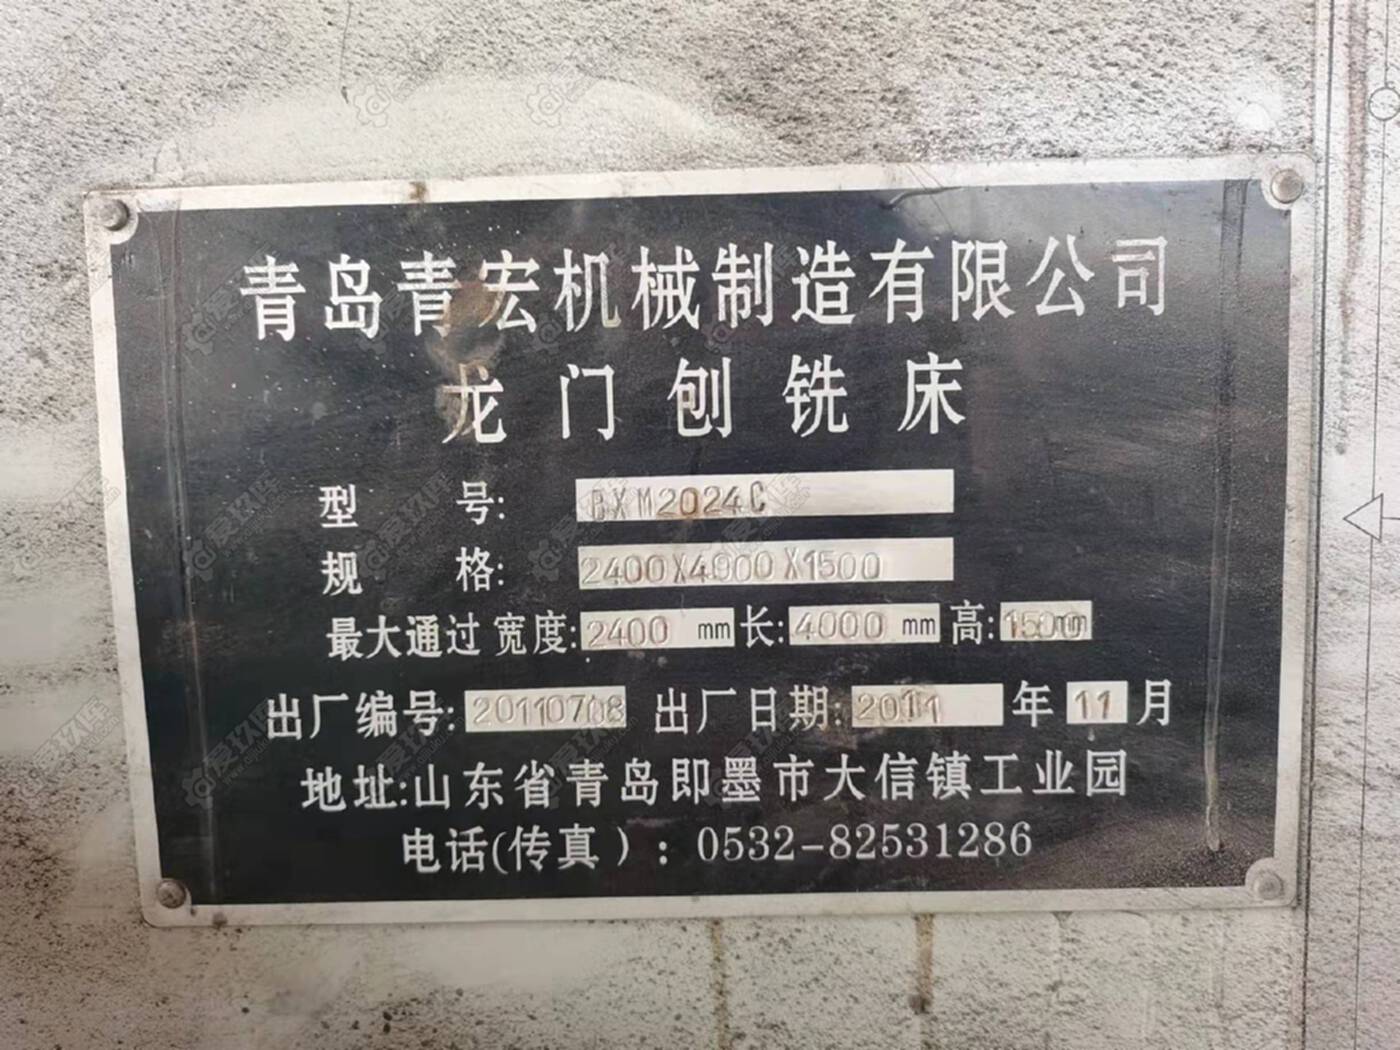 青岛青宏机械制造有限公司
龙门刨铣床
型 号: BXM2024C
规 格: 2400X4000X1500
最大通过 宽度: 2400 mm 长: 4000 mm 高: 1500mm
出厂编号: 20110708 出厂日期: 2011 年 11 月
地址:山东省青岛即墨市大信镇工业园
电话(传真):0532-82531286